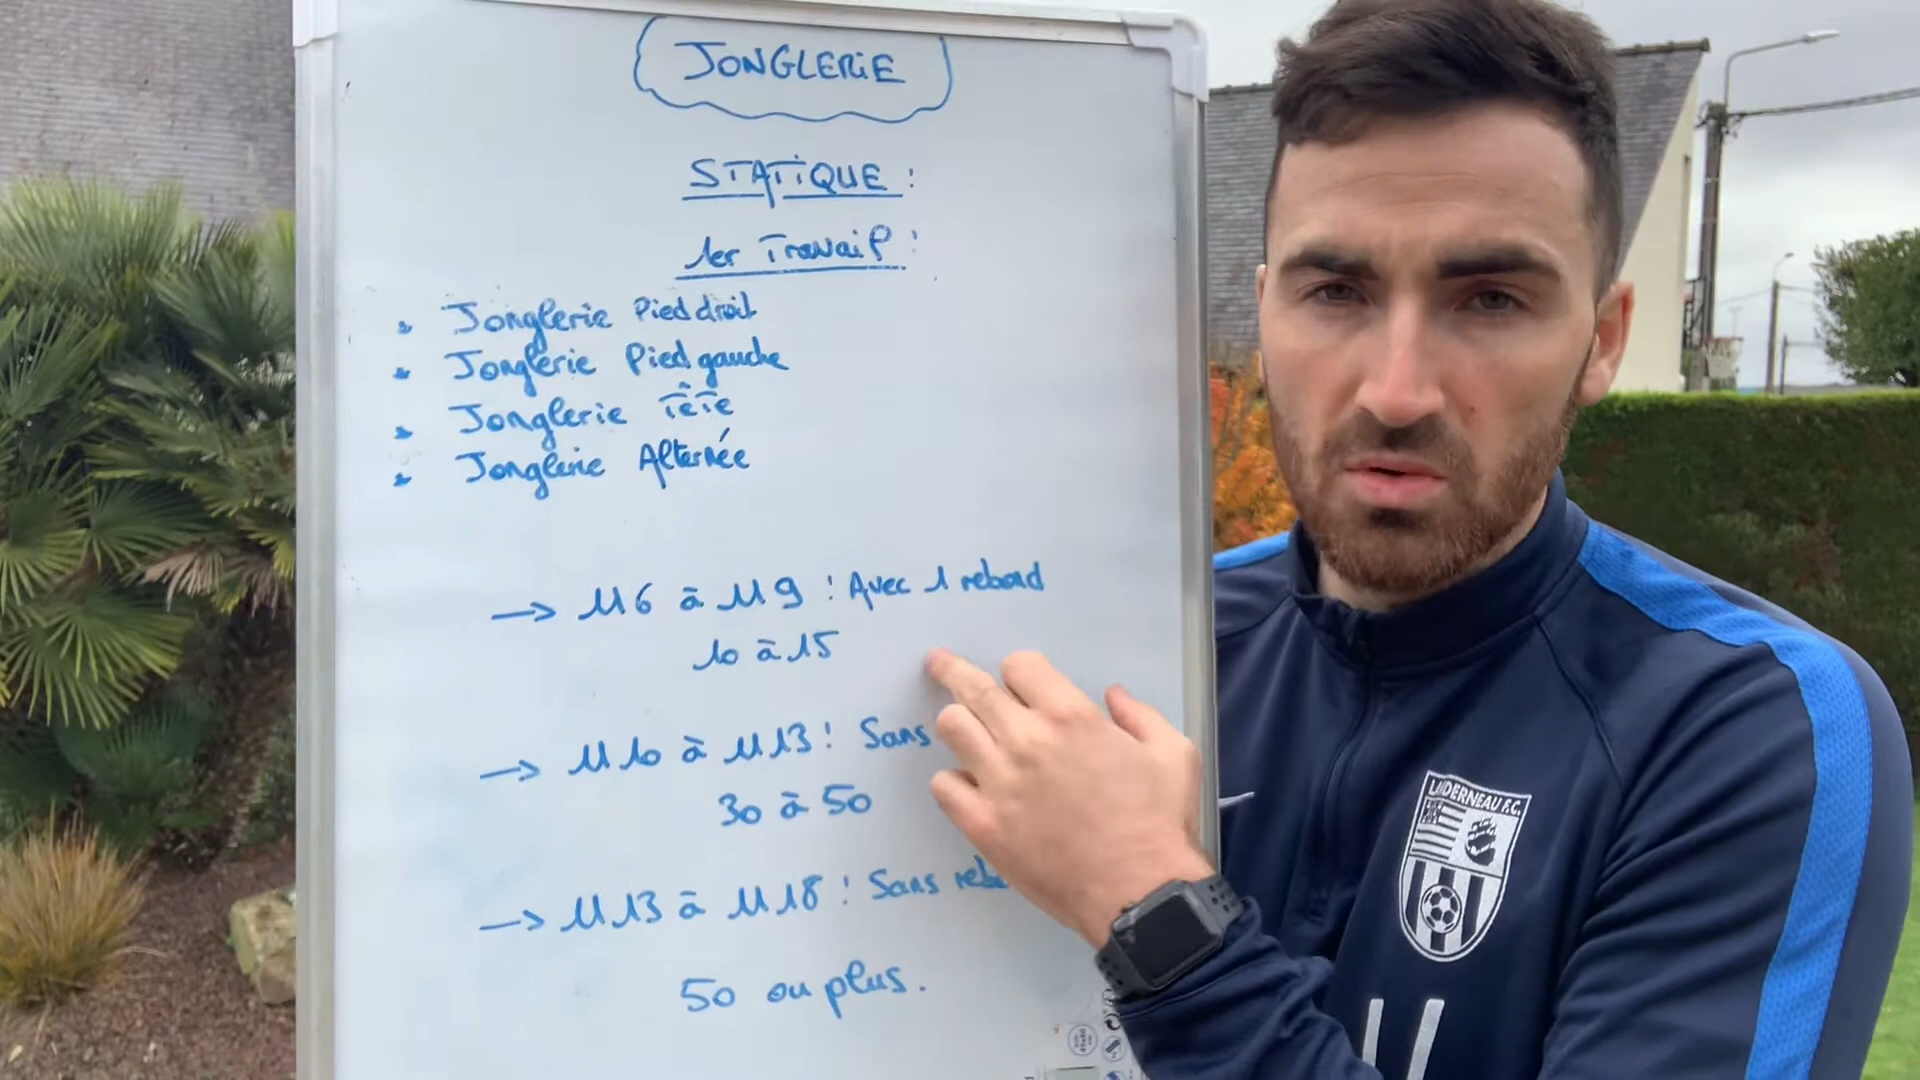 JONGLERIE
STATIQUE :
1er Travail :
Jonglerie Pied droit
Jonglerie Pied gauche
Jonglerie Tête
Jonglerie Alternée
→ U6 à U9 : Avec 1 rebond
10 à 15
→ U10 à U13 : Sans
30 à 50
→ U13 à U18 : Sans reb
50 ou plus.
LANDERNEAU F.C.